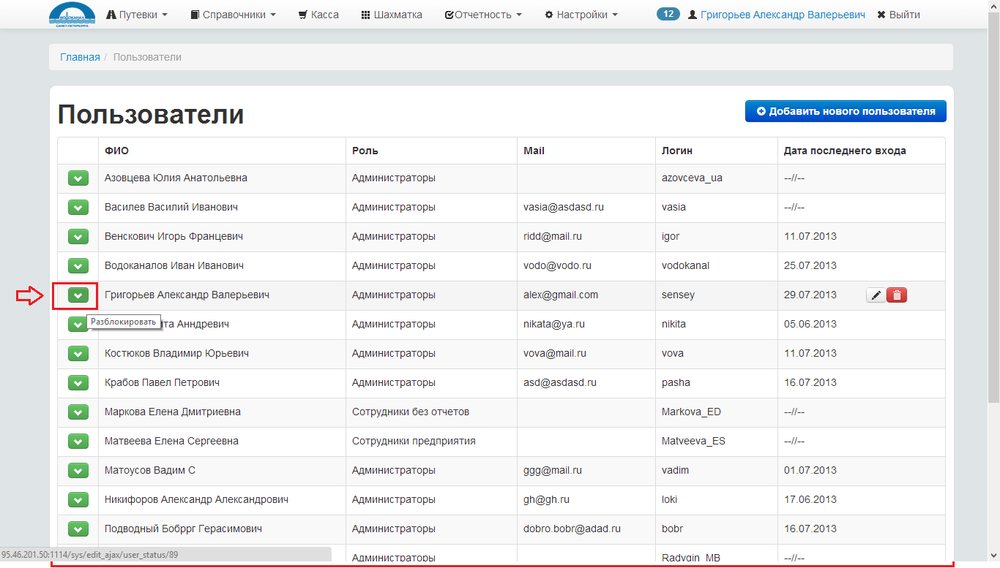 ВОДОКАНАЛ
САНКТ-ПЕТЕРБУРГА
Путевки Справочники Касса Шахматка Отчетность Настройки 12 Григорьев Александр Валерьевич Выйти
Главная / Пользователи
Пользователи
Добавить нового пользователя
ФИО Роль Mail Логин Дата последнего входа
Азовцева Юлия Анатольевна Администраторы azovceva_ua --//--
Василев Василий Иванович Администраторы vasia@asdasd.ru vasia --//--
Венскович Игорь Францевич Администраторы ridd@mail.ru igor 11.07.2013
Водоканалов Иван Иванович Администраторы vodo@vodo.ru vodokanal 25.07.2013
Григорьев Александр Валерьевич Администраторы alex@gmail.com sensey 29.07.2013
Разблокировать та Анндревич Администраторы nikata@ya.ru nikita 05.06.2013
Костюков Владимир Юрьевич Администраторы vova@mail.ru vova 11.07.2013
Крабов Павел Петрович Администраторы asd@asdasd.ru pasha 16.07.2013
Маркова Елена Дмитриевна Сотрудники без отчетов Markova_ED --//--
Матвеева Елена Сергеевна Сотрудники предприятия Matveeva_ES --//--
Матоусов Вадим С Администраторы ggg@mail.ru vadim 01.07.2013
Никифоров Александр Александрович Администраторы gh@gh.ru loki 17.06.2013
Подводный Бобррг Герасимович Администраторы dobro.bobr@adad.ru bobr 16.07.2013
Администраторы Radygin_MB --//--
95.46.201.50:1114/sys/edit_ajax/user_status/89